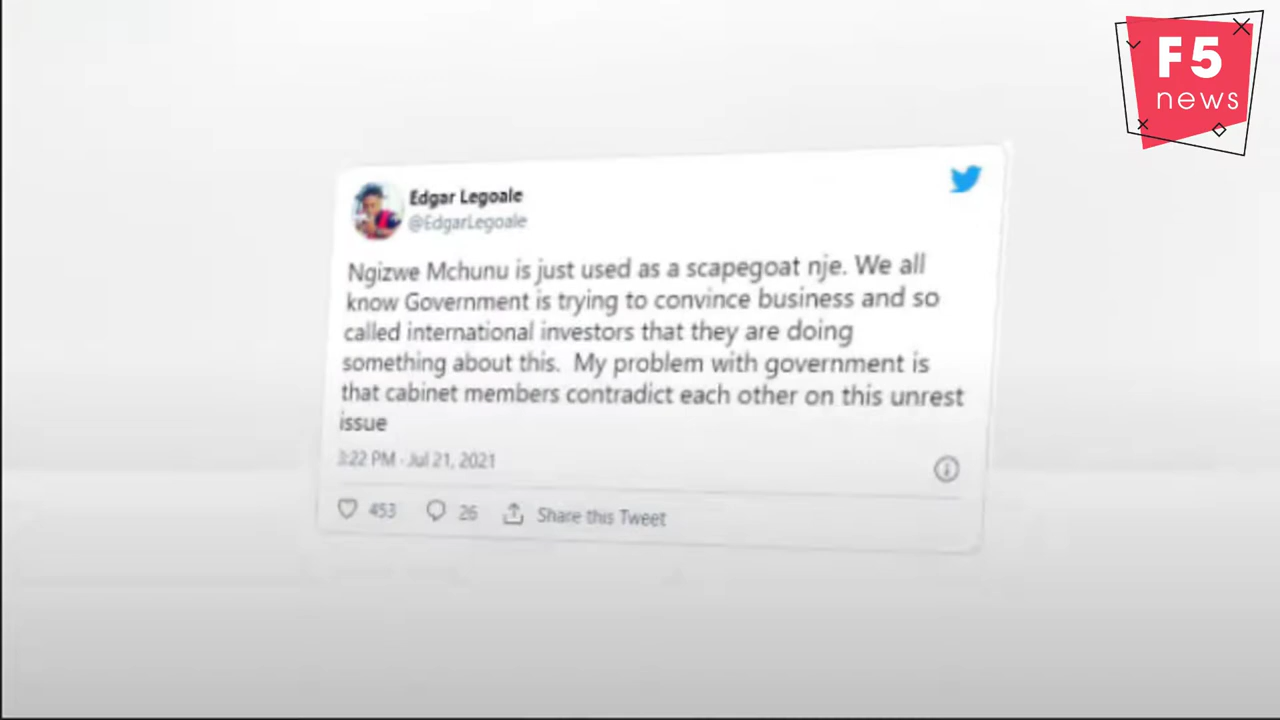 F5
news
Edgar Legoale
@EdgarLegoale
Ngizwe Mchunu is just used as a scapegoat nje. We all
know Government is trying to convince business and so
called international investors that they are doing
something about this. My problem with government is
that cabinet members contradict each other on this unrest
issue
3:22 PM · Jul 21, 2021
453 26 Share this Tweet